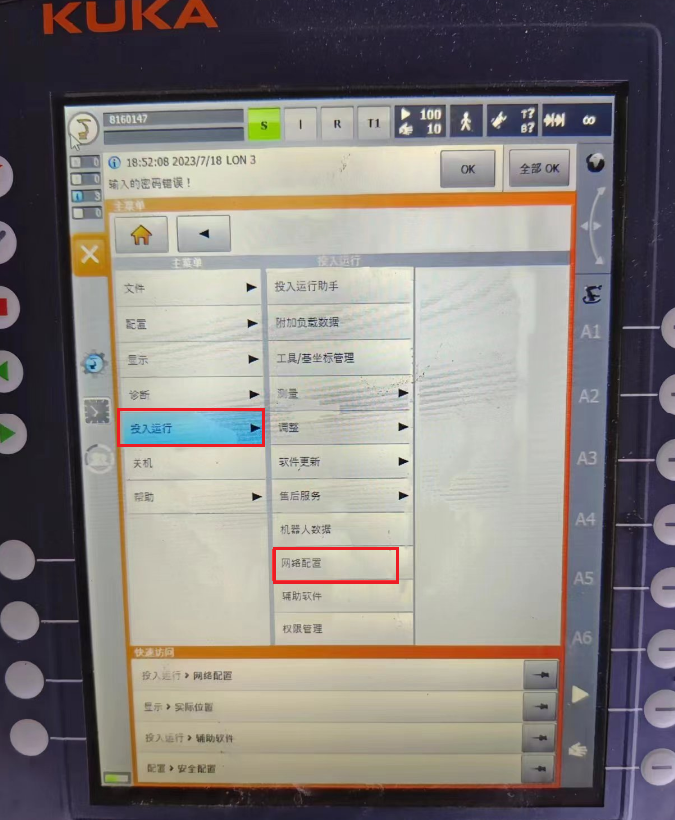 KUKA
8160147
S I R T1 100 10 T? B? ∞
0
0
3
0
18:52:08 2023/7/18 LON 3
输入的密码错误！
OK
全部 OK
主菜单
主菜单
投入运行
文件
配置
显示
诊断
投入运行
关机
帮助
投入运行助手
附加负载数据
工具/基坐标管理
测量
调整
软件更新
售后服务
机器人数据
网络配置
辅助软件
权限管理
A1
A2
A3
A4
A5
A6
快速访问
投入运行 > 网络配置
显示 > 实际位置
投入运行 > 辅助软件
配置 > 安全配置